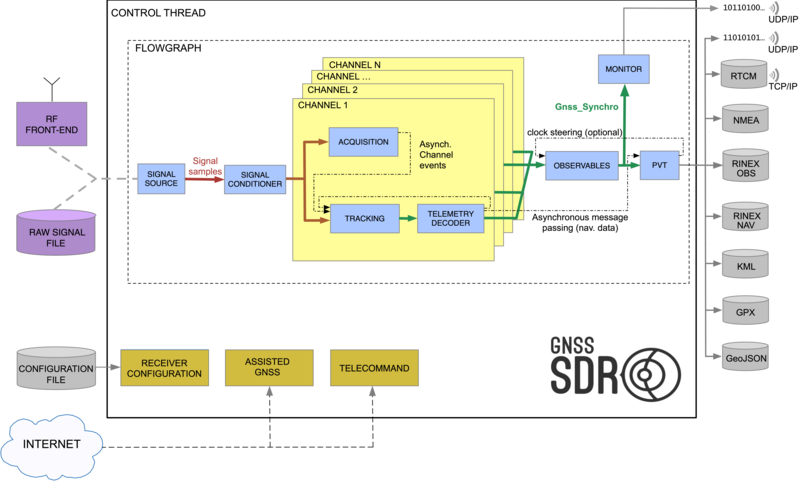 CONTROL THREAD
10110100...
UDP/IP
FLOWGRAPH
11010101...
UDP/IP
CHANNEL N
CHANNEL ...
CHANNEL 2
CHANNEL 1
MONITOR
RTCM
TCP/IP
RF
FRONT-END
Gnss_Synchro
NMEA
ACQUISITION
Asynch.
Channel
events
clock steering (optional)
Signal
samples
SIGNAL
SOURCE
SIGNAL
CONDITIONER
OBSERVABLES
PVT
RINEX
OBS
TRACKING
TELEMETRY
DECODER
Asynchronous message
passing (nav. data)
RINEX
NAV
RAW SIGNAL
FILE
KML
GPX
CONFIGURATION
FILE
RECEIVER
CONFIGURATION
ASSISTED
GNSS
TELECOMMAND
GNSS
SDR
GeoJSON
INTERNET